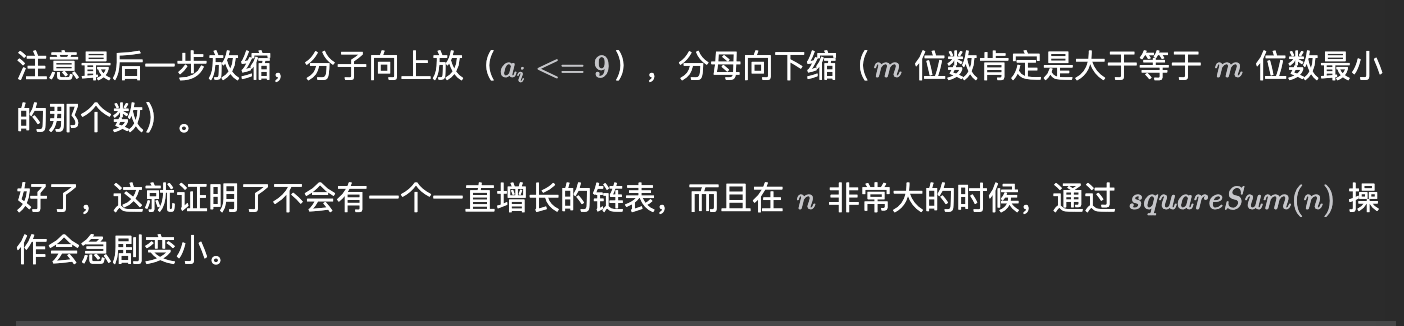 注意最后一步放缩，分子向上放（a_i <= 9），分母向下缩（m 位数肯定是大于等于 m 位数最小
的那个数）。
好了，这就证明了不会有一个一直增长的链表，而且在 n 非常大的时候，通过 squareSum(n) 操
作会急剧变小。